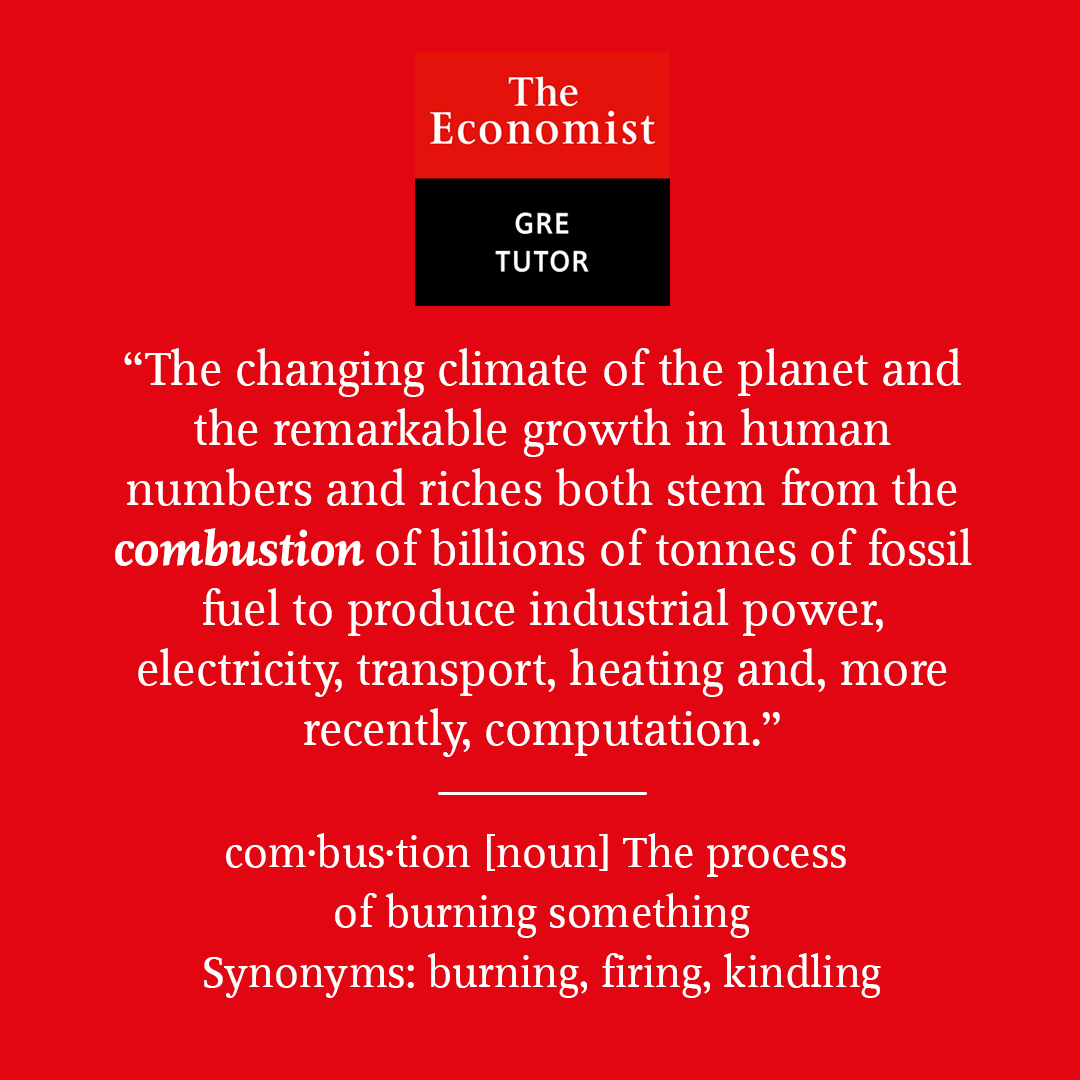 The
Economist
GRE
TUTOR
“The changing climate of the planet and
the remarkable growth in human
numbers and riches both stem from the
combustion of billions of tonnes of fossil
fuel to produce industrial power,
electricity, transport, heating and, more
recently, computation.”
com·bus·tion [noun] The process
of burning something
Synonyms: burning, firing, kindling